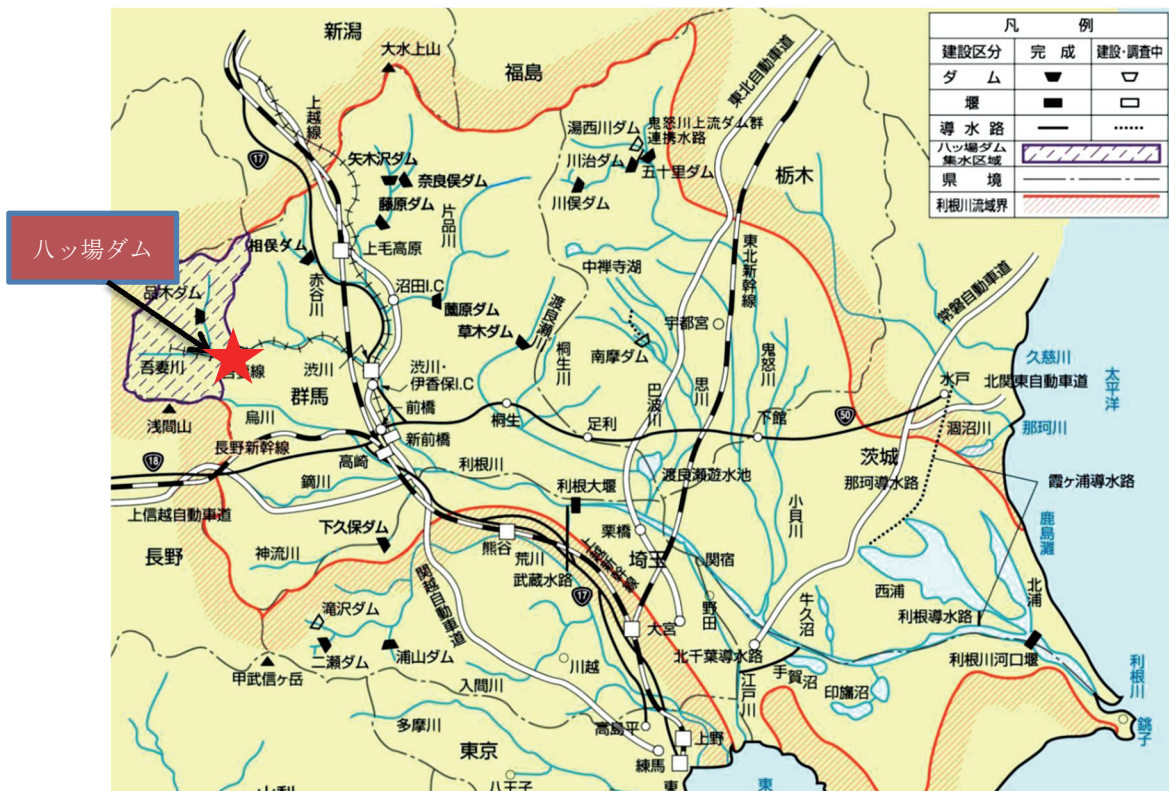 凡 例
建設区分 完成 建設・調査中
ダム
堰
導水路
八ッ場ダム
集水区域
県境
利根川流域界
新潟
大水上山
福島
東北自動車道
上越線
17
湯西川ダム
鬼怒川上流ダム群
連携水路
矢木沢ダム
奈良俣ダム
川治ダム
五十里ダム
栃木
川俣ダム
藤原ダム
片品川
八ッ場ダム
相俣ダム
上毛高原
東北新幹線
中禅寺湖
常磐自動車道
品木ダム
赤谷川
沼田I.C
薗原ダム
渡良瀬川
宇都宮
草木ダム
桐生川
南摩ダム
鬼怒川
久慈川
太平洋
吾妻川
渋川
渋川・
伊香保I.C
思川
巴波川
水戸
北関東自動車道
群馬
浅間山
烏川
前橋
桐生
足利
下館
50
涸沼川
那珂川
長野新幹線
新前橋
高崎
利根川
茨城
18
鏑川
渡良瀬遊水池
那珂導水路
霞ヶ浦導水路
利根大堰
小貝川
上信越自動車道
下久保ダム
栗橋
鹿島灘
長野
神流川
熊谷
荒川
上越新幹線
埼玉
関宿
武蔵水路
関越自動車道
17
西浦
北浦
滝沢ダム
野田
牛久沼
利根導水路
大宮
二瀬ダム
浦山ダム
川越
北千葉導水路
手賀沼
利根川河口堰
甲武信ヶ岳
入間川
江戸川
印旛沼
利根川
多摩川
高島平
上野
銚子
東京
練馬
八王子
東
東
山梨